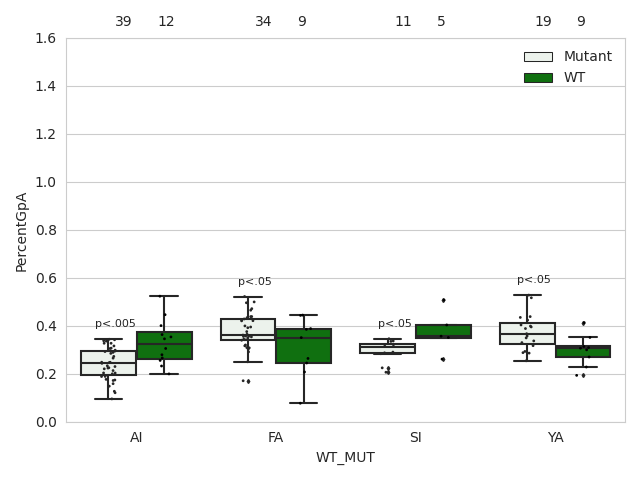 39 12 34 9 11 5 19 9
1.6
Mutant
WT
1.4
1.2
1.0
0.8
PercentGpA
0.6
p<.05
p<.05
p<.005
p<.05
0.4
0.2
0.0
AI FA SI YA
WT_MUT